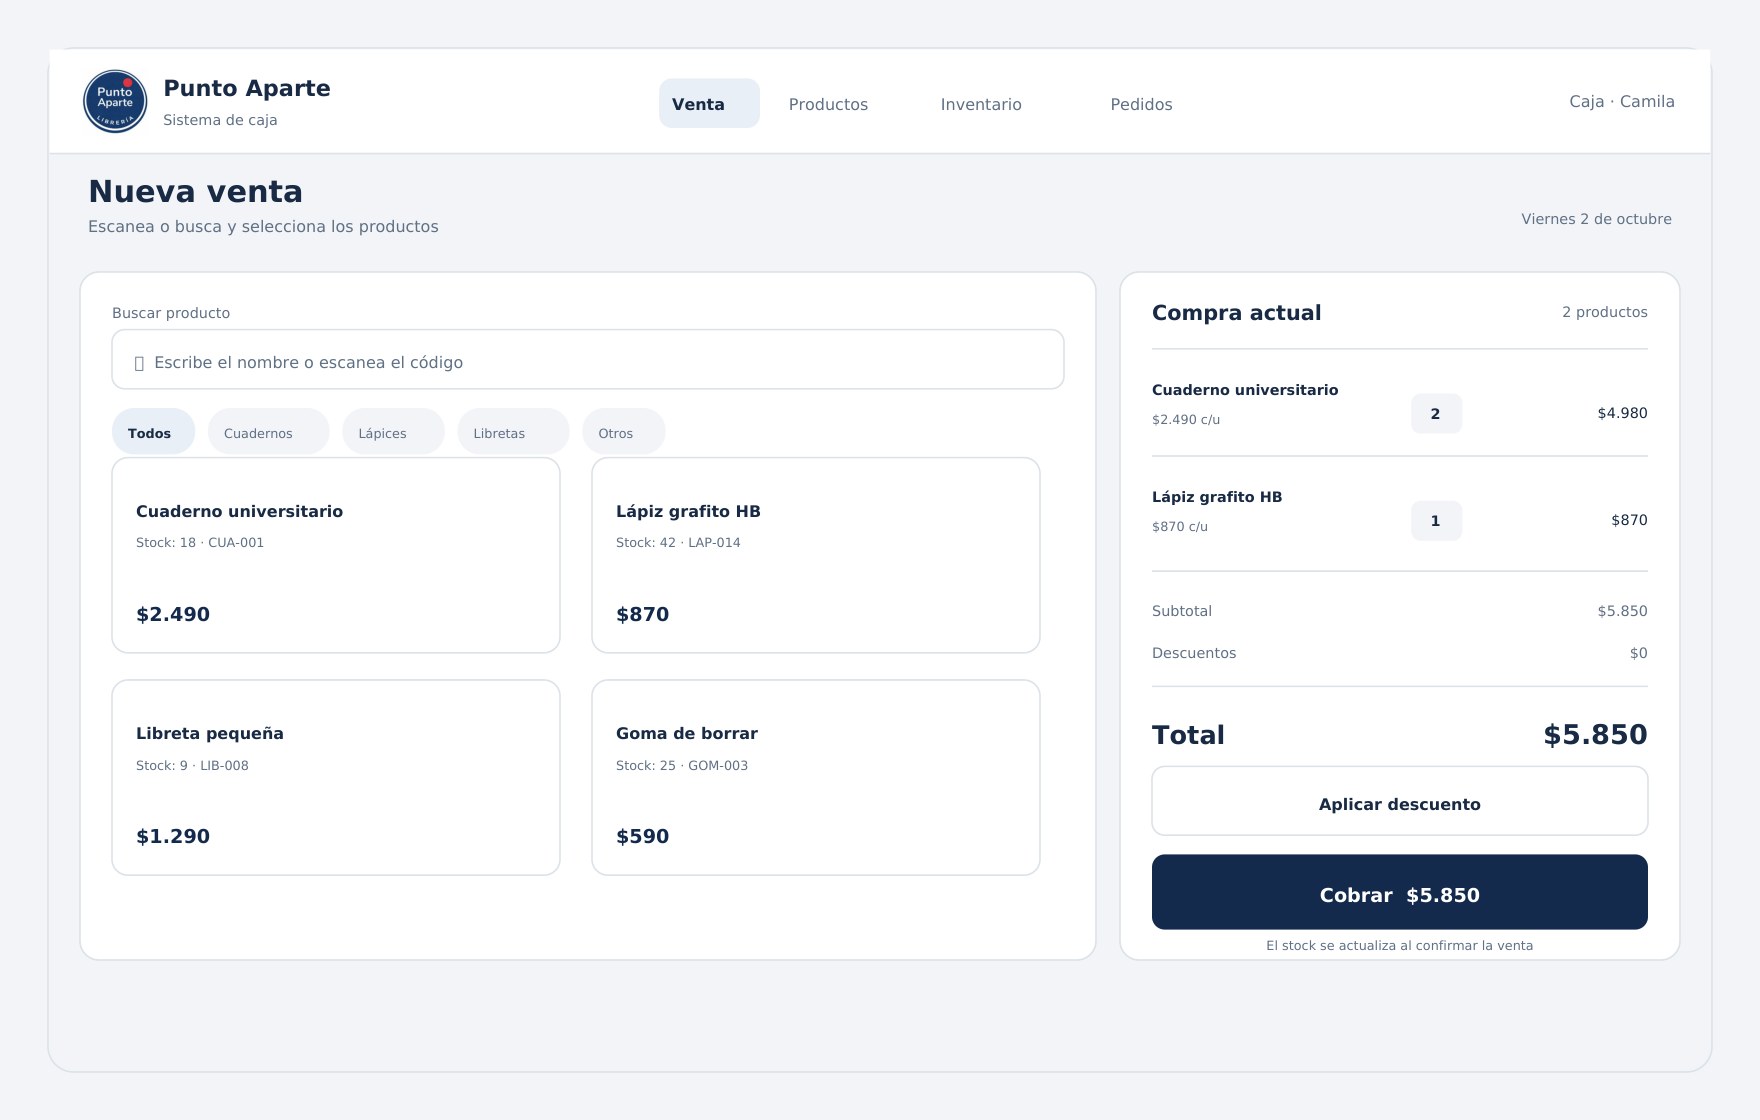 Punto
Aparte
LIBRERÍA
Punto Aparte
Sistema de caja
Venta
Productos
Inventario
Pedidos
Caja · Camila
Nueva venta
Escanea o busca y selecciona los productos
Viernes 2 de octubre
Buscar producto
Escribe el nombre o escanea el código
Todos
Cuadernos
Lápices
Libretas
Otros
Cuaderno universitario
Stock: 18 · CUA-001
$2.490
Lápiz grafito HB
Stock: 42 · LAP-014
$870
Libreta pequeña
Stock: 9 · LIB-008
$1.290
Goma de borrar
Stock: 25 · GOM-003
$590
Compra actual
2 productos
Cuaderno universitario
$2.490 c/u
2
$4.980
Lápiz grafito HB
$870 c/u
1
$870
Subtotal
$5.850
Descuentos
$0
Total
$5.850
Aplicar descuento
Cobrar $5.850
El stock se actualiza al confirmar la venta